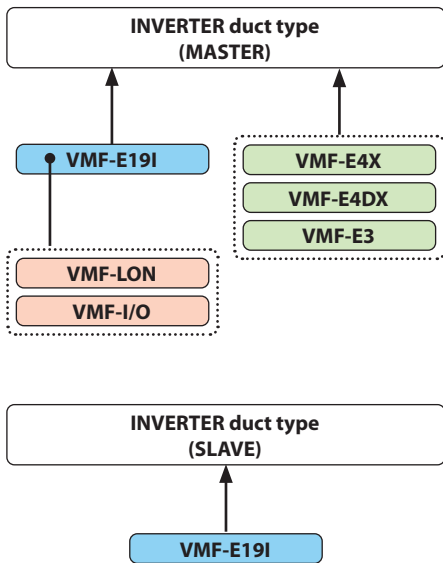 INVERTER duct type
(MASTER)
VMF-E19I
VMF-E4X
VMF-E4DX
VMF-E3
VMF-LON
VMF-I/O
INVERTER duct type
(SLAVE)
VMF-E19I